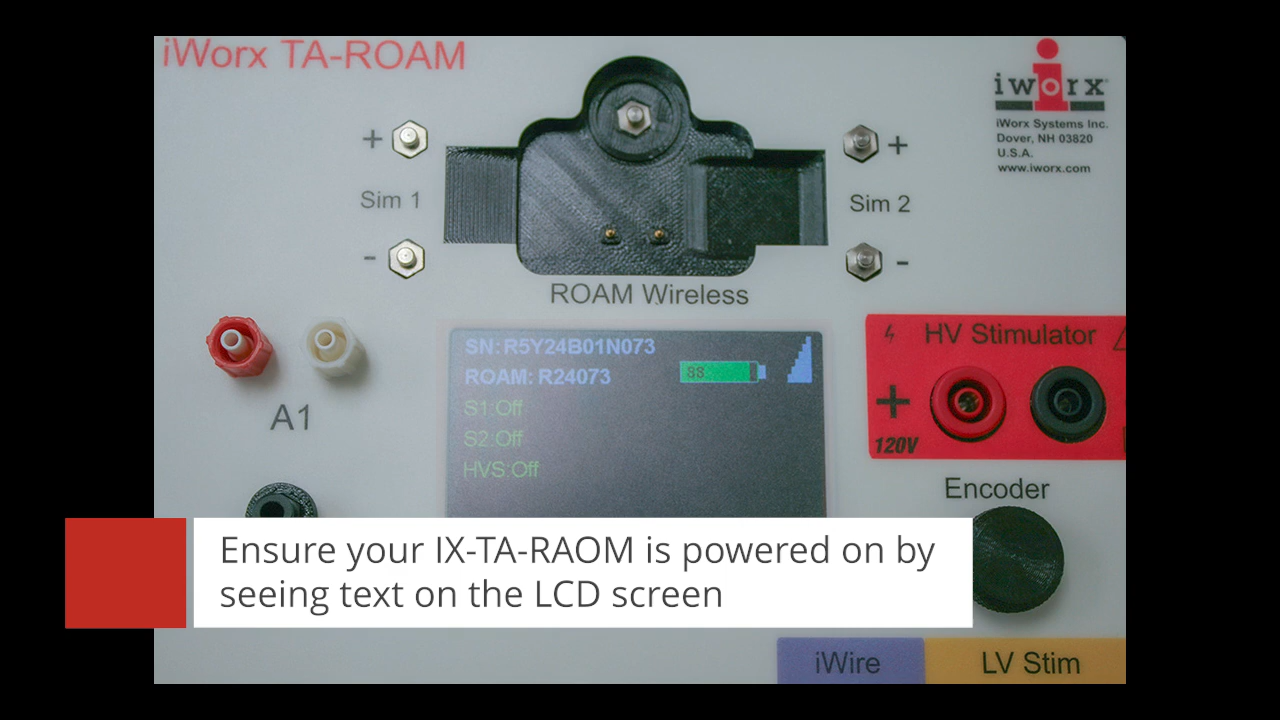 iWorx TA-ROAM
iworx
iWorx Systems Inc.
Dover, NH 03820
U.S.A.
www.iworx.com
+
+
Sim 1
Sim 2
-
-
ROAM Wireless
SN: R5Y24B01N073
ROAM: R24073
88
S1:Off
S2:Off
HVS:Off
HV Stimulator
+
120V
A1
Encoder
Ensure your IX-TA-RAOM is powered on by
seeing text on the LCD screen
iWire
LV Stim